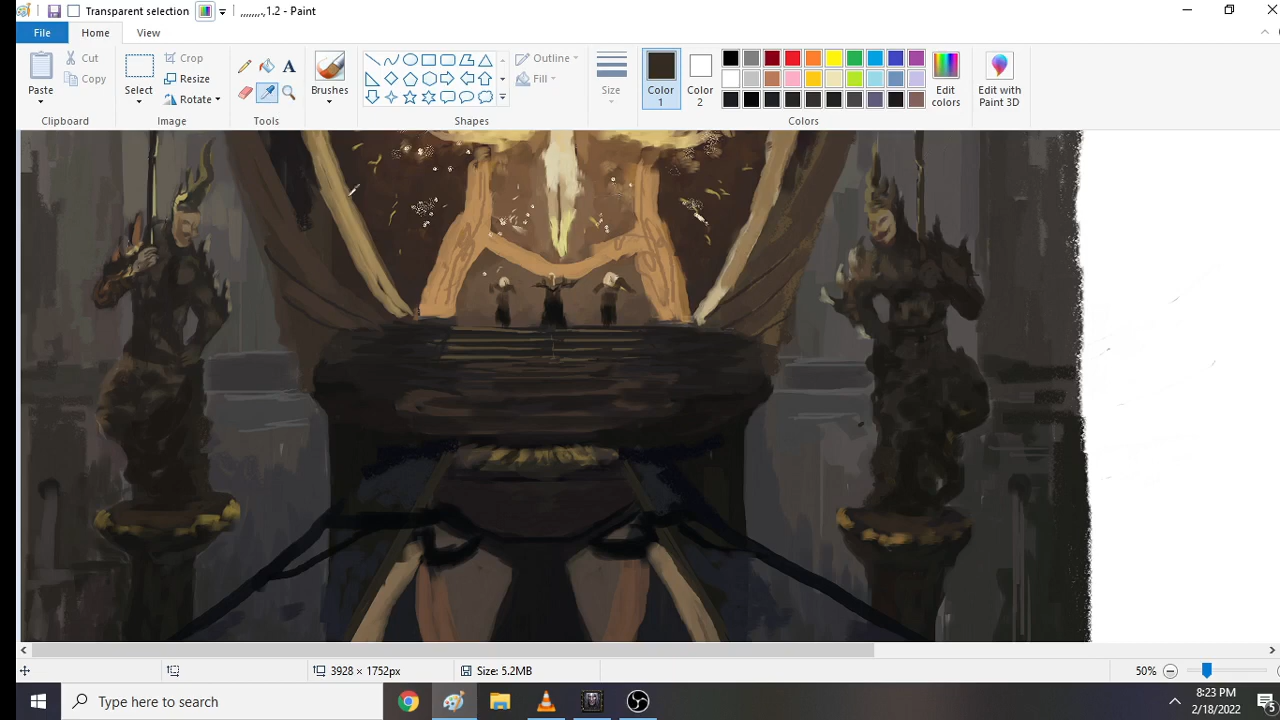 Transparent selection ,,,,,,,,.1.2 - Paint
File Home View
Paste Cut Copy Select Crop Resize Rotate A Brushes Outline Fill Size Color 1 Color 2 Edit colors Edit with Paint 3D
Clipboard Image Tools Shapes Colors
3928 × 1752px Size: 5.2MB 50%
Type here to search 8:23 PM
2/18/2022 5